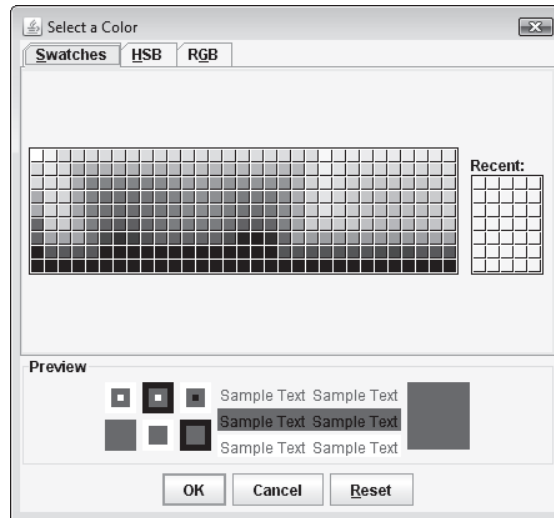 Select a Color
Swatches HSB RGB
Recent:
Preview
Sample Text Sample Text
Sample Text Sample Text
Sample Text Sample Text
OK Cancel Reset